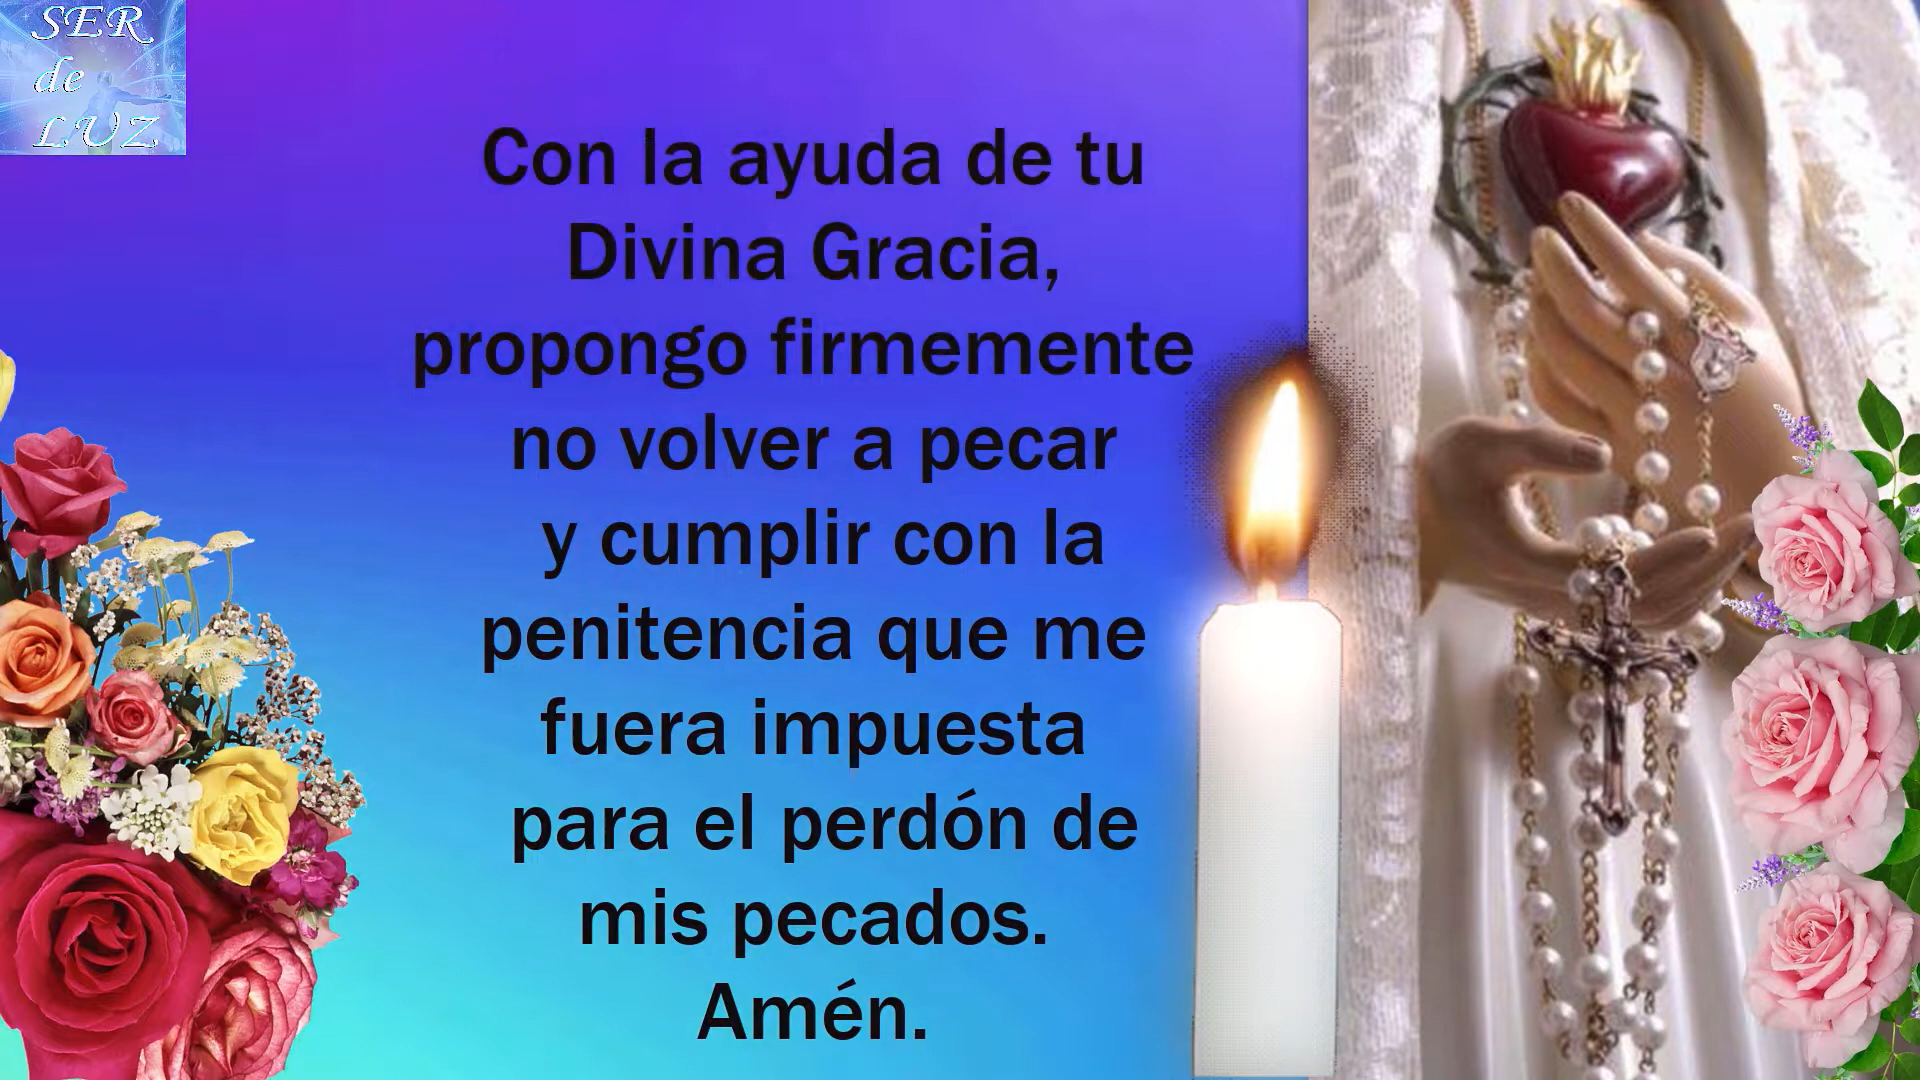 SER
de
LUZ
Con la ayuda de tu
Divina Gracia,
propongo firmemente
no volver a pecar
y cumplir con la
penitencia que me
fuera impuesta
para el perdón de
mis pecados.
Amén.